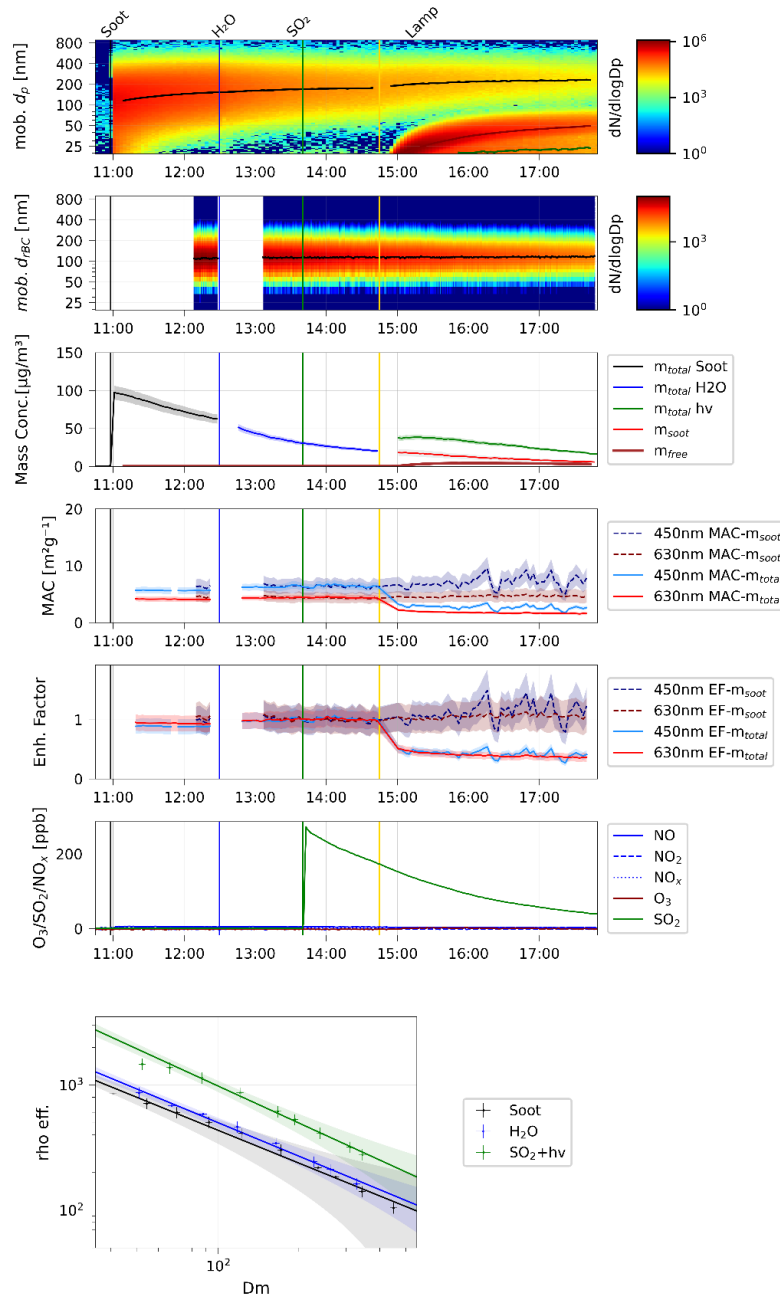 Soot H₂O SO₂ Lamp
mob. dₚ [nm]
800
400
200
100
50
25
11:00 12:00 13:00 14:00 15:00 16:00 17:00
10⁶
10³
10⁰
dN/dlogDp
mob. d_rBC [nm]
800
400
200
100
50
25
11:00 12:00 13:00 14:00 15:00 16:00 17:00
10³
10⁰
dN/dlogDp
Mass Conc.[µg/m³]
150
100
50
0
11:00 12:00 13:00 14:00 15:00 16:00 17:00
m_total Soot
m_total H2O
m_total hv
m_soot
m_free
MAC [m²g⁻¹]
20
10
0
11:00 12:00 13:00 14:00 15:00 16:00 17:00
450nm MAC-m_soot
630nm MAC-m_soot
450nm MAC-m_total
630nm MAC-m_total
Enh. Factor
1
0
11:00 12:00 13:00 14:00 15:00 16:00 17:00
450nm EF-m_soot
630nm EF-m_soot
450nm EF-m_total
630nm EF-m_total
O₃/SO₂/NOₓ [ppb]
200
0
11:00 12:00 13:00 14:00 15:00 16:00 17:00
NO
NO₂
NOₓ
O₃
SO₂
rho eff.
10³
10²
10²
Dm
Soot
H₂O
SO₂+hv